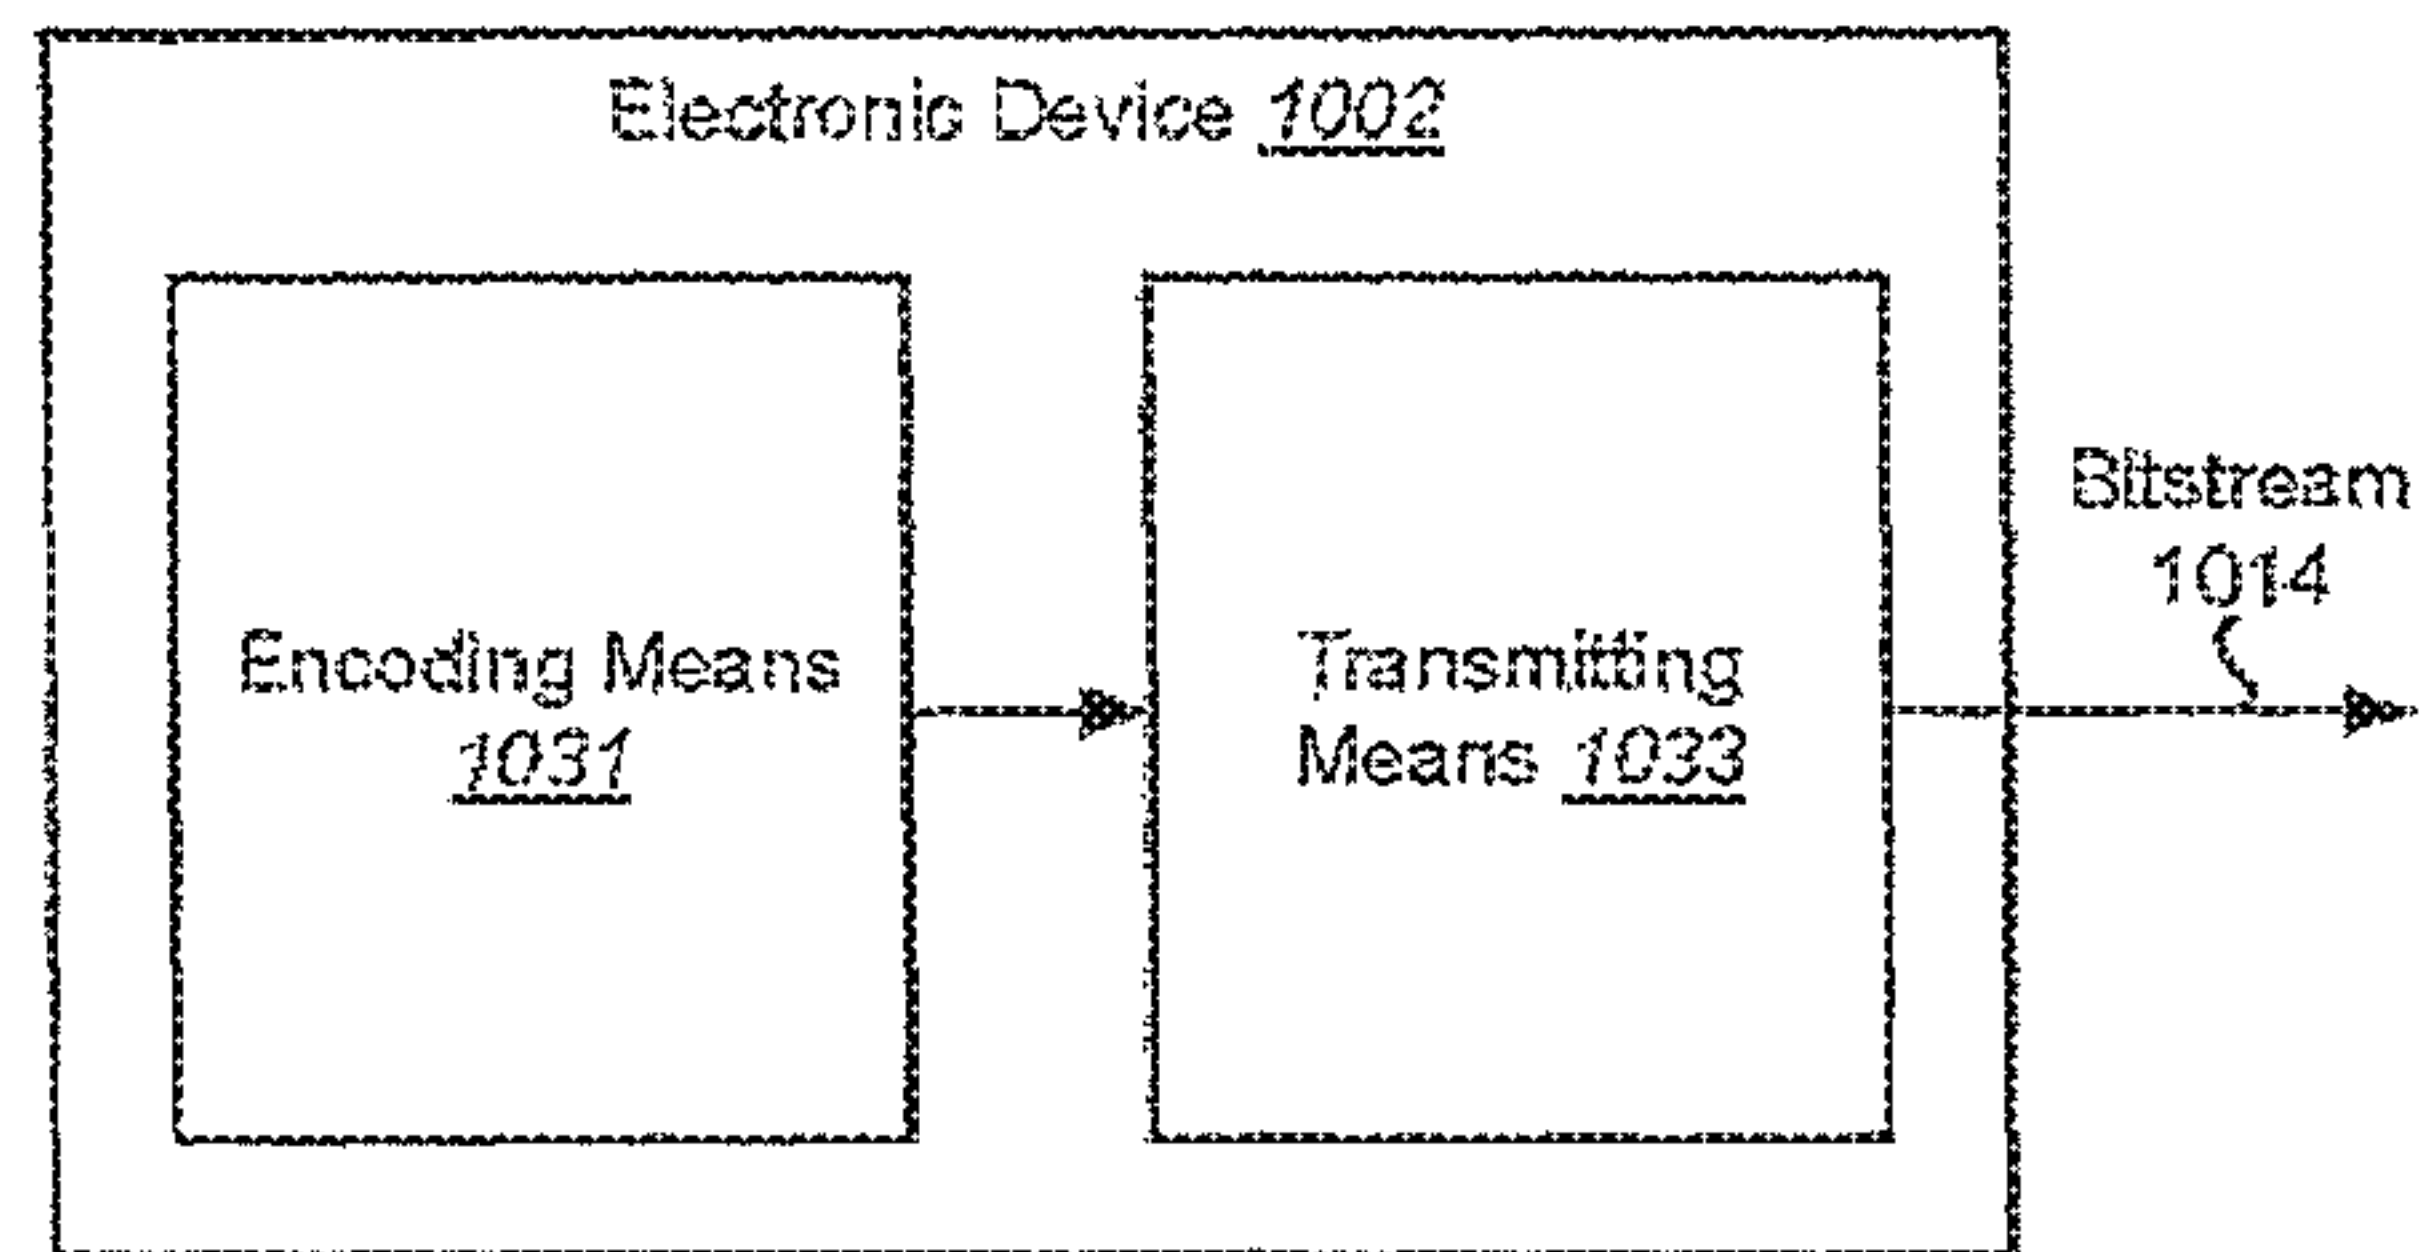 Electronic Device 1002
Bitstream
1014
Encoding Means
1031
Transmitting
Means 1033